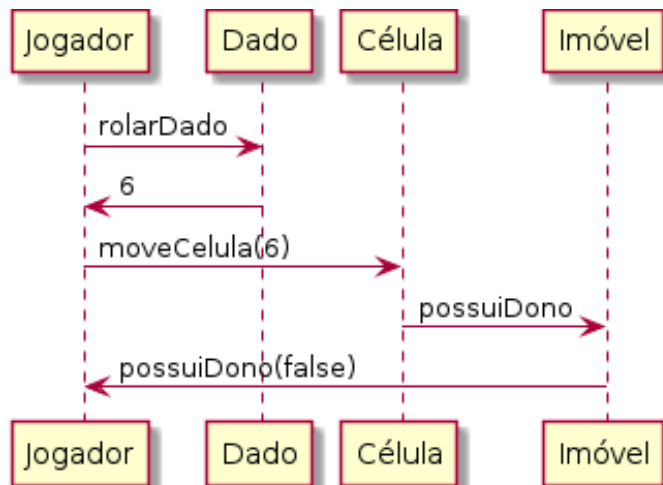 Jogador Dado Célula Imóvel
rolarDado
6
moveCelula(6)
possuiDono
possuiDono(false)
Jogador Dado Célula Imóvel